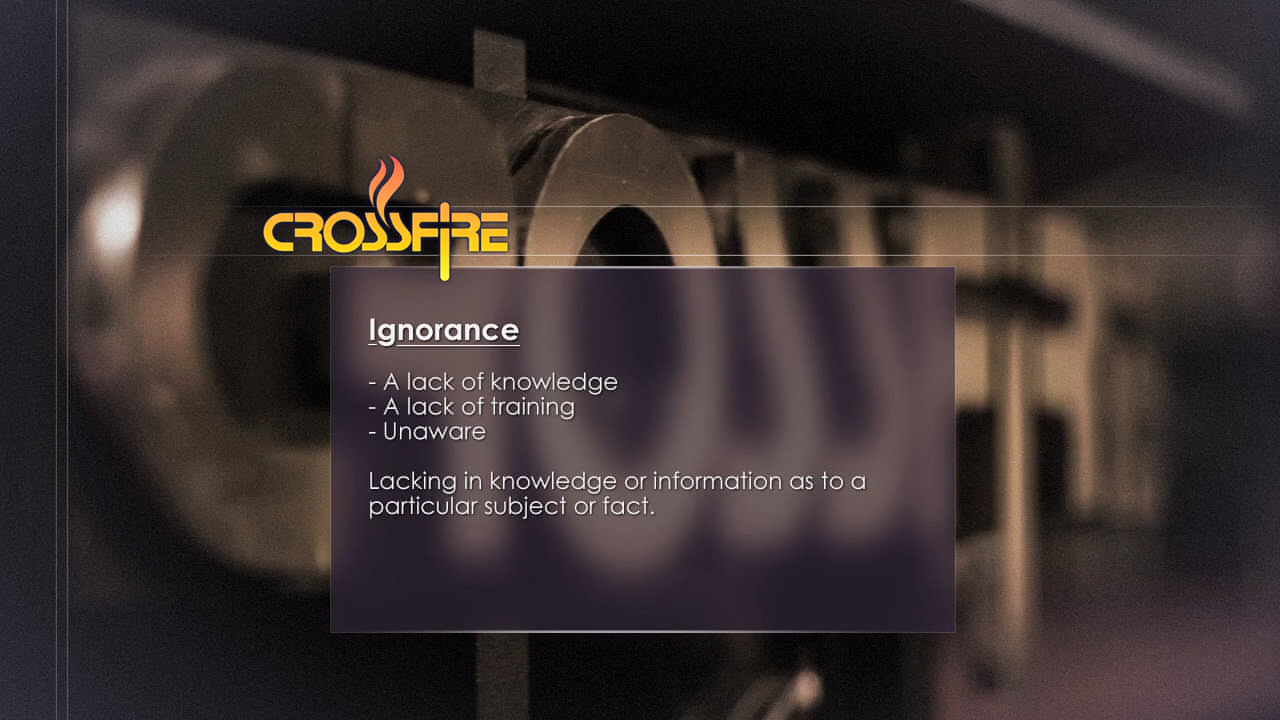 CROSSFIRE
Ignorance
- A lack of knowledge
- A lack of training
- Unaware
Lacking in knowledge or information as to a
particular subject or fact.